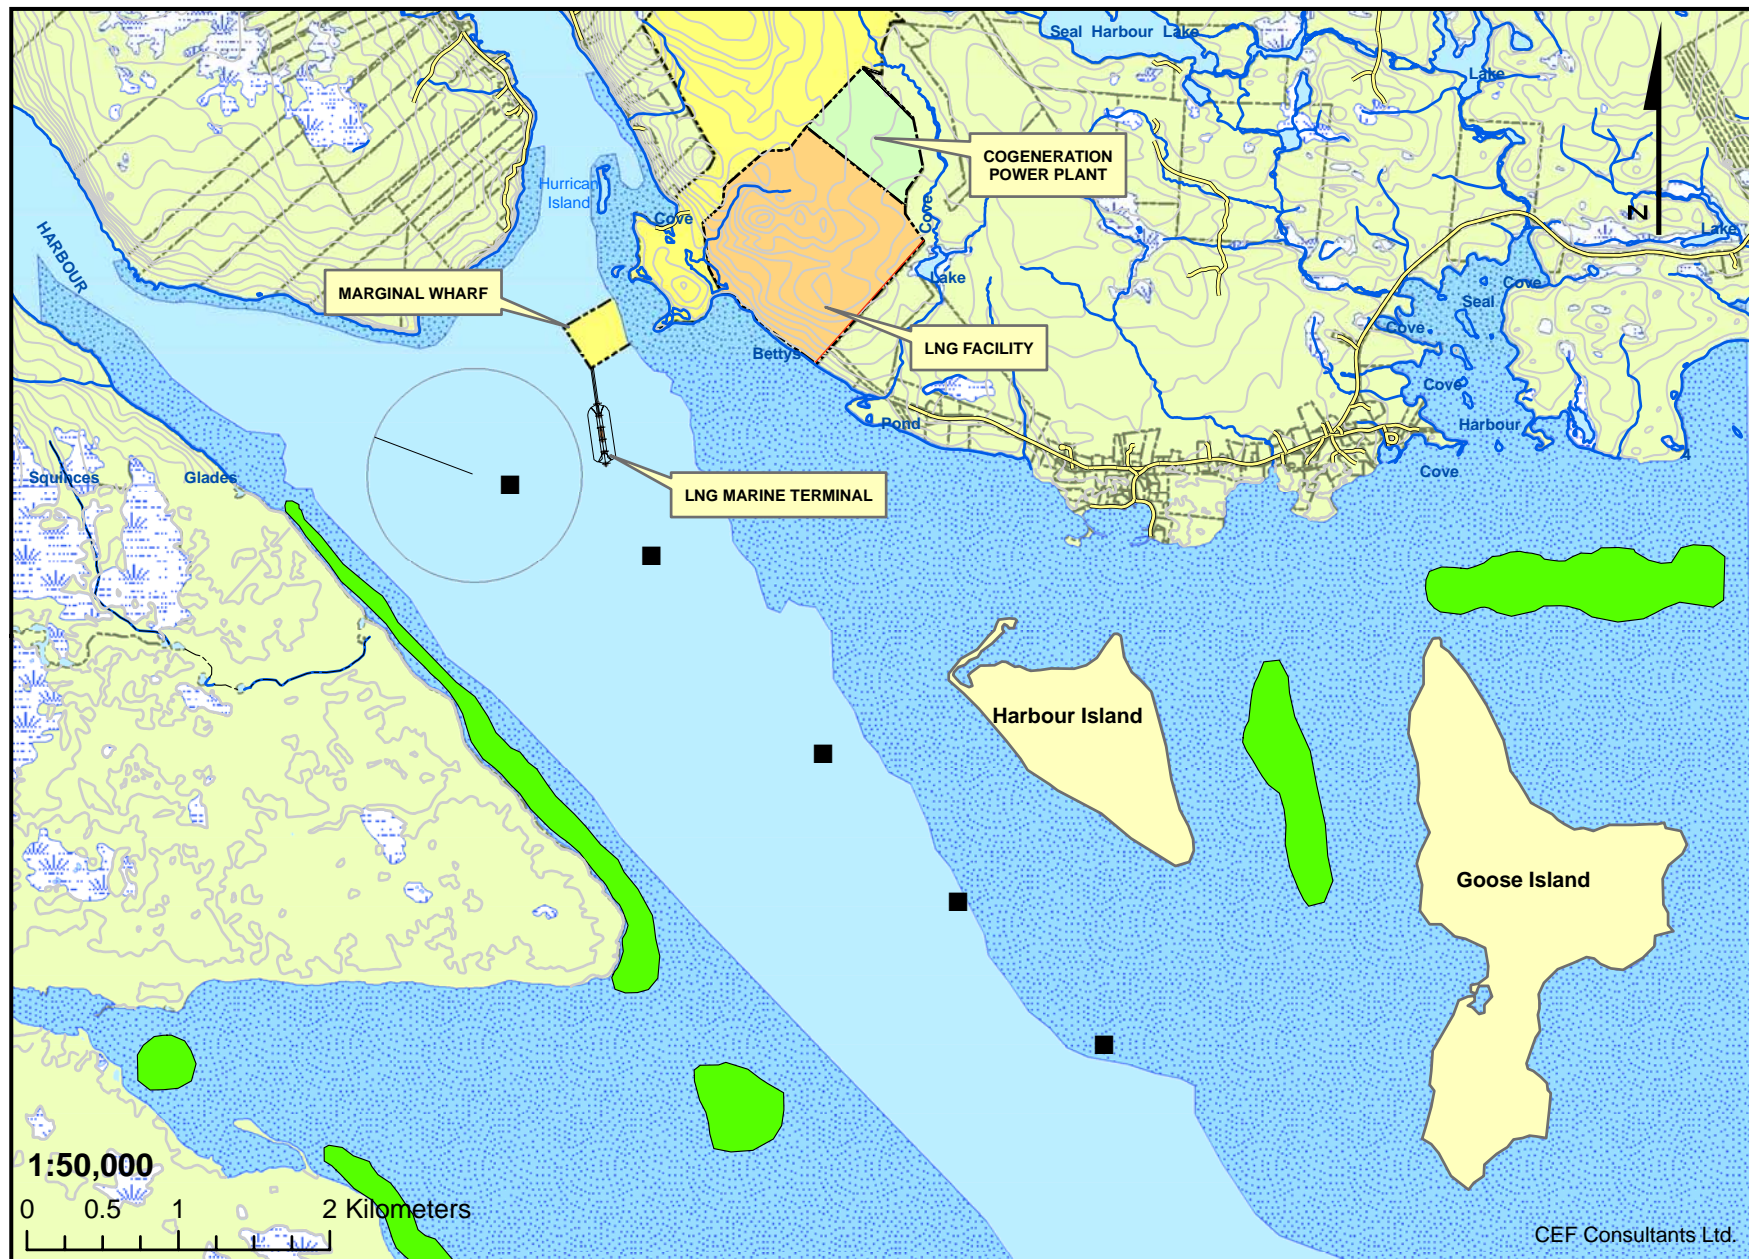 Seal Harbour Lake
Lake
COGENERATION
POWER PLANT
Hurrican
Island
Cove
Cove
N
Lake
HARBOUR
Lake
Cove
Seal
MARGINAL WHARF
Cove
LNG FACILITY
Bettys
Cove
Pond
Harbour
4
Squinces
Glades
Cove
LNG MARINE TERMINAL
Harbour Island
Goose Island
1:50,000
0 0.5 1 2 Kilometers
CEF Consultants Ltd.